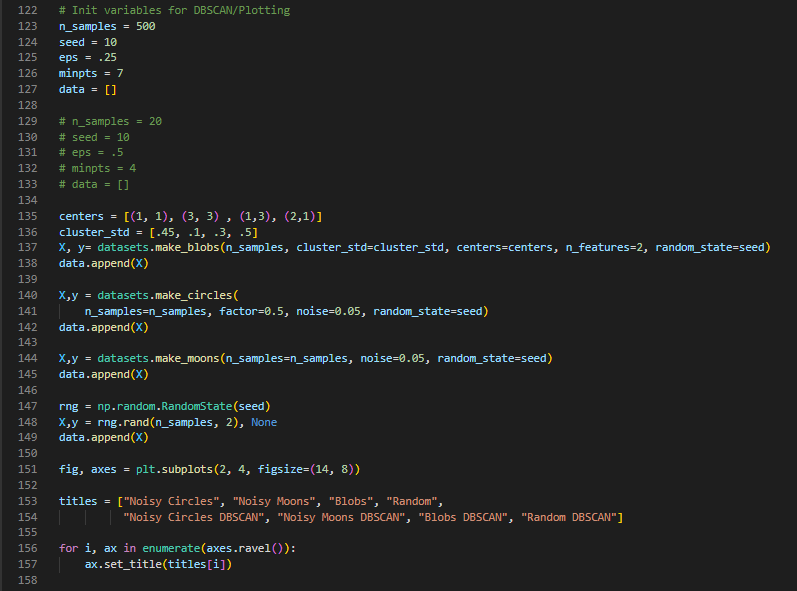 122 # Init variables for DBSCAN/Plotting
123 n_samples = 500
124 seed = 10
125 eps = .25
126 minpts = 7
127 data = []
128
129 # n_samples = 20
130 # seed = 10
131 # eps = .5
132 # minpts = 4
133 # data = []
134
135 centers = [(1, 1), (3, 3) , (1,3), (2,1)]
136 cluster_std = [.45, .1, .3, .5]
137 X, y= datasets.make_blobs(n_samples, cluster_std=cluster_std, centers=centers, n_features=2, random_state=seed)
138 data.append(X)
139
140 X,y = datasets.make_circles(
141     n_samples=n_samples, factor=0.5, noise=0.05, random_state=seed)
142 data.append(X)
143
144 X,y = datasets.make_moons(n_samples=n_samples, noise=0.05, random_state=seed)
145 data.append(X)
146
147 rng = np.random.RandomState(seed)
148 X,y = rng.rand(n_samples, 2), None
149 data.append(X)
150
151 fig, axes = plt.subplots(2, 4, figsize=(14, 8))
152
153 titles = ["Noisy Circles", "Noisy Moons", "Blobs", "Random",
154           "Noisy Circles DBSCAN", "Noisy Moons DBSCAN", "Blobs DBSCAN", "Random DBSCAN"]
155
156 for i, ax in enumerate(axes.ravel()):
157     ax.set_title(titles[i])
158